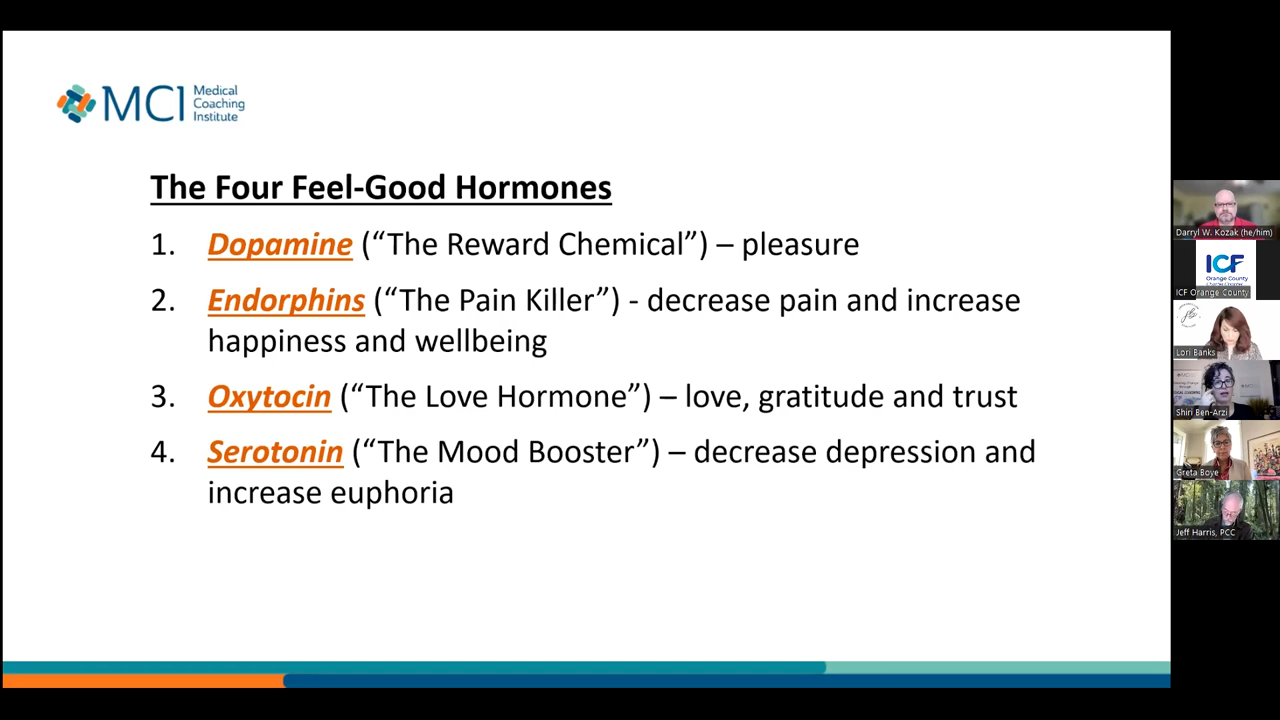 MCI Medical
Coaching
Institute
The Four Feel-Good Hormones
1. Dopamine (“The Reward Chemical”) – pleasure
2. Endorphins (“The Pain Killer”) - decrease pain and increase
happiness and wellbeing
3. Oxytocin (“The Love Hormone”) – love, gratitude and trust
4. Serotonin (“The Mood Booster”) – decrease depression and
increase euphoria
Darryl W. Kozak (he/him)
ICF
Orange County
ICF Orange County
Lori Banks
Shiri Ben-Arzi
Greta Boye
Jeff Harris, PCC